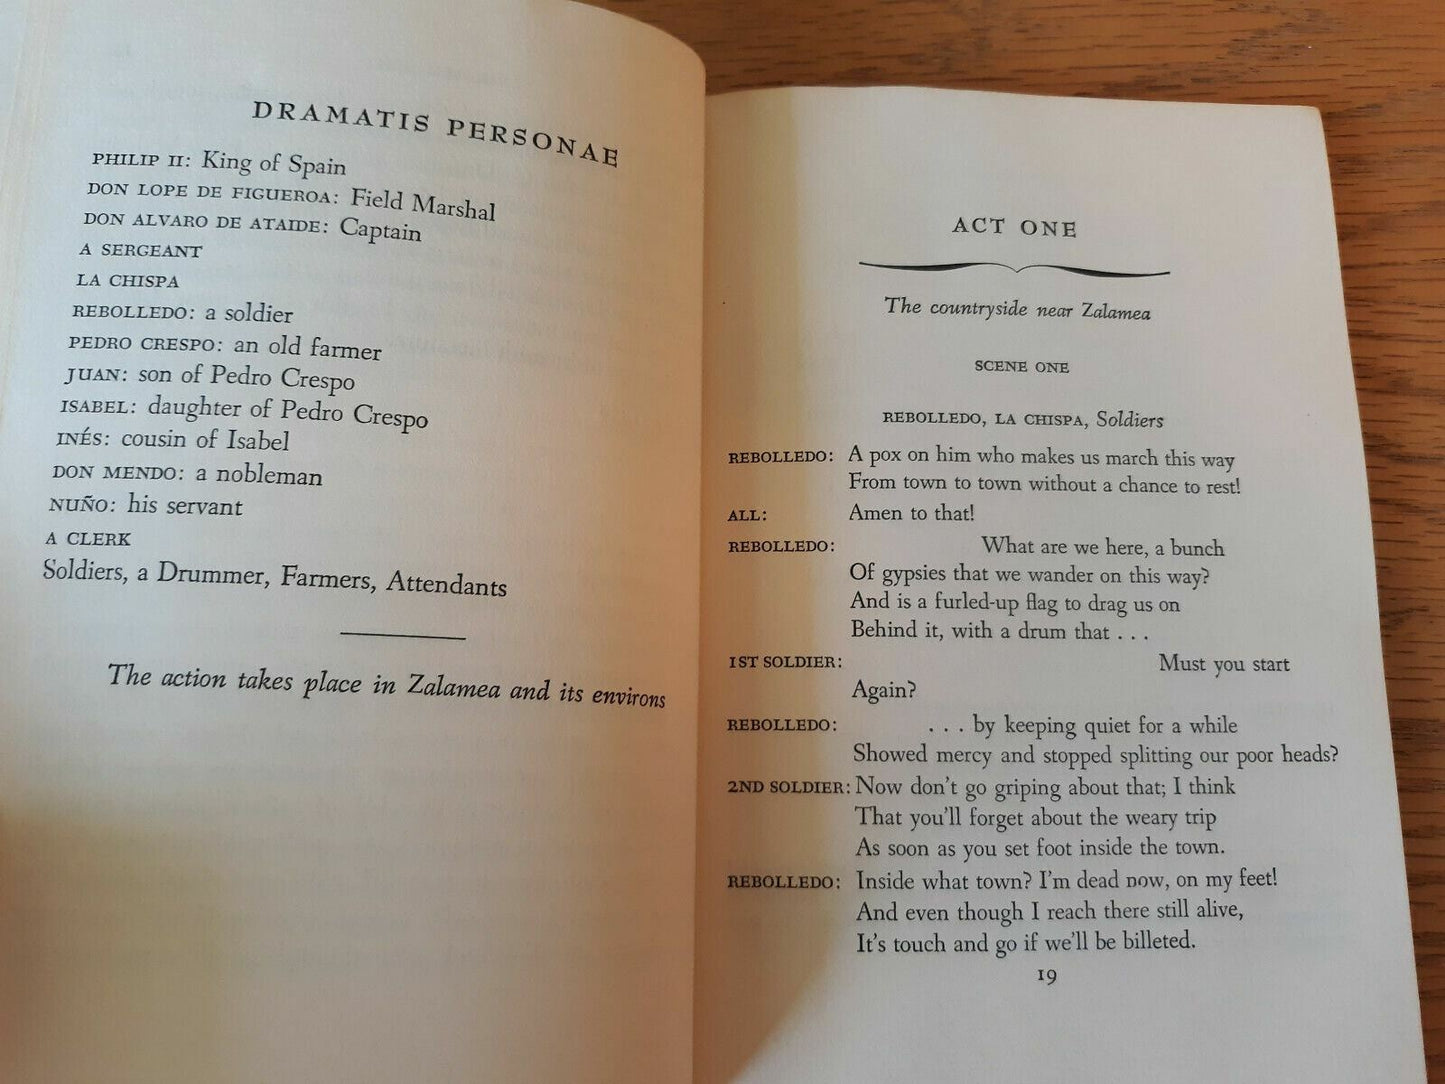 DRAMATIS PERSONAE
PHILIP II: King of Spain
DON LOPE DE FIGUEROA: Field Marshal
DON ALVARO DE ATAIDE: Captain
A SERGEANT
LA CHISPA
REBOLLEDO: a soldier
PEDRO CRESPO: an old farmer
JUAN: son of Pedro Crespo
ISABEL: daughter of Pedro Crespo
INÉS: cousin of Isabel
DON MENDO: a nobleman
NUÑO: his servant
A CLERK
Soldiers, a Drummer, Farmers, Attendants
The action takes place in Zalamea and its environs
ACT ONE
The countryside near Zalamea
SCENE ONE
REBOLLEDO, LA CHISPA, Soldiers
REBOLLEDO: A pox on him who makes us march this way
From town to town without a chance to rest!
ALL: Amen to that!
REBOLLEDO: What are we here, a bunch
Of gypsies that we wander on this way?
And is a furled-up flag to drag us on
Behind it, with a drum that . . .
1ST SOLDIER: Must you start
Again?
REBOLLEDO: . . . by keeping quiet for a while
Showed mercy and stopped splitting our poor heads?
2ND SOLDIER: Now don't go griping about that; I think
That you'll forget about the weary trip
As soon as you set foot inside the town.
REBOLLEDO: Inside what town? I'm dead now, on my feet!
And even though I reach there still alive,
It's touch and go if we'll be billeted.
19